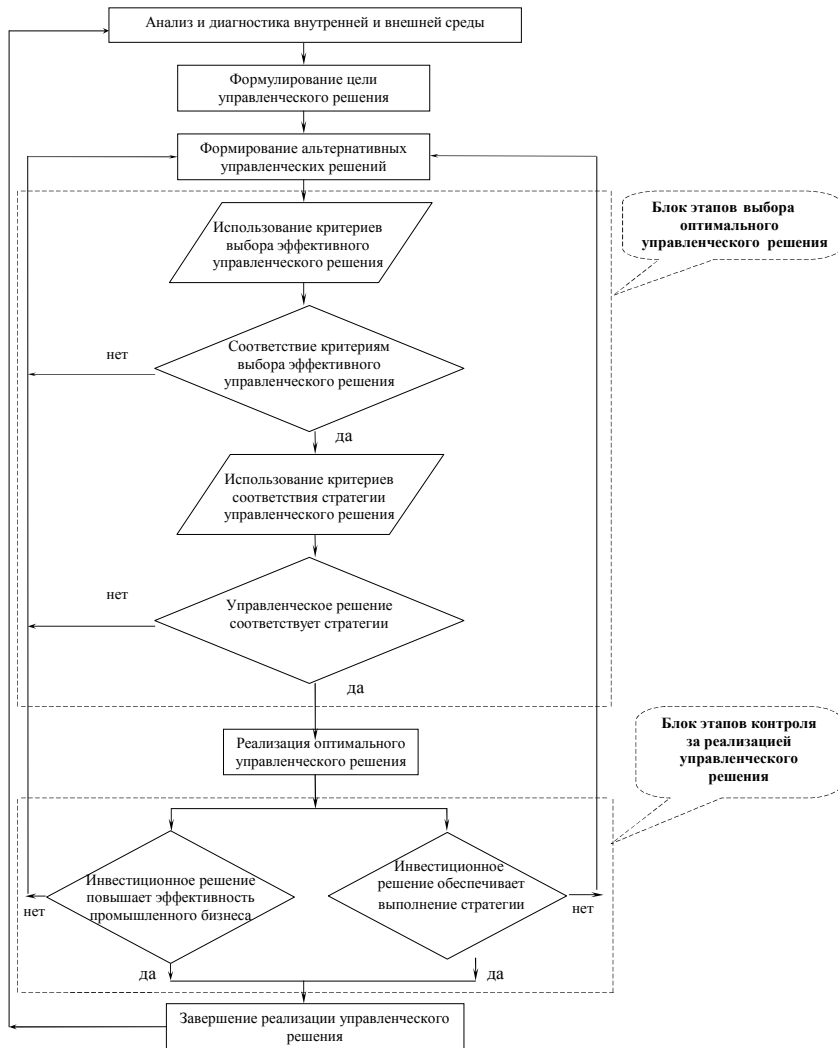 Анализ и диагностика внутренней и внешней среды
Формулирование цели
управленческого решения
Формирование альтернативных
управленческих решений
Блок этапов выбора
оптимального
управленческого решения
Использование критериев
выбора эффективного
управленческого решения
нет
Соответствие критериям
выбора эффективного
управленческого решения
да
Использование критериев
соответствия стратегии
управленческого решения
нет
Управленческое решение
соответствует стратегии
да
Блок этапов контроля
за реализацией
управленческого
решения
Реализация оптимального
управленческого решения
Инвестиционное решение
повышает эффективность
промышленного бизнеса
нет
Инвестиционное
решение обеспечивает
выполнение стратегии
нет
да
да
Завершение реализации управленческого
решения